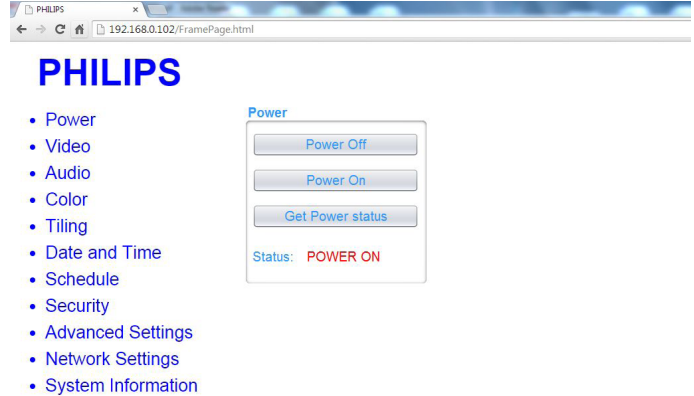 PHILIPS
192.168.0.102/FramePage.html
PHILIPS
Power
Video
Audio
Color
Tiling
Date and Time
Schedule
Security
Advanced Settings
Network Settings
System Information
Power
Power Off
Power On
Get Power status
Status: POWER ON